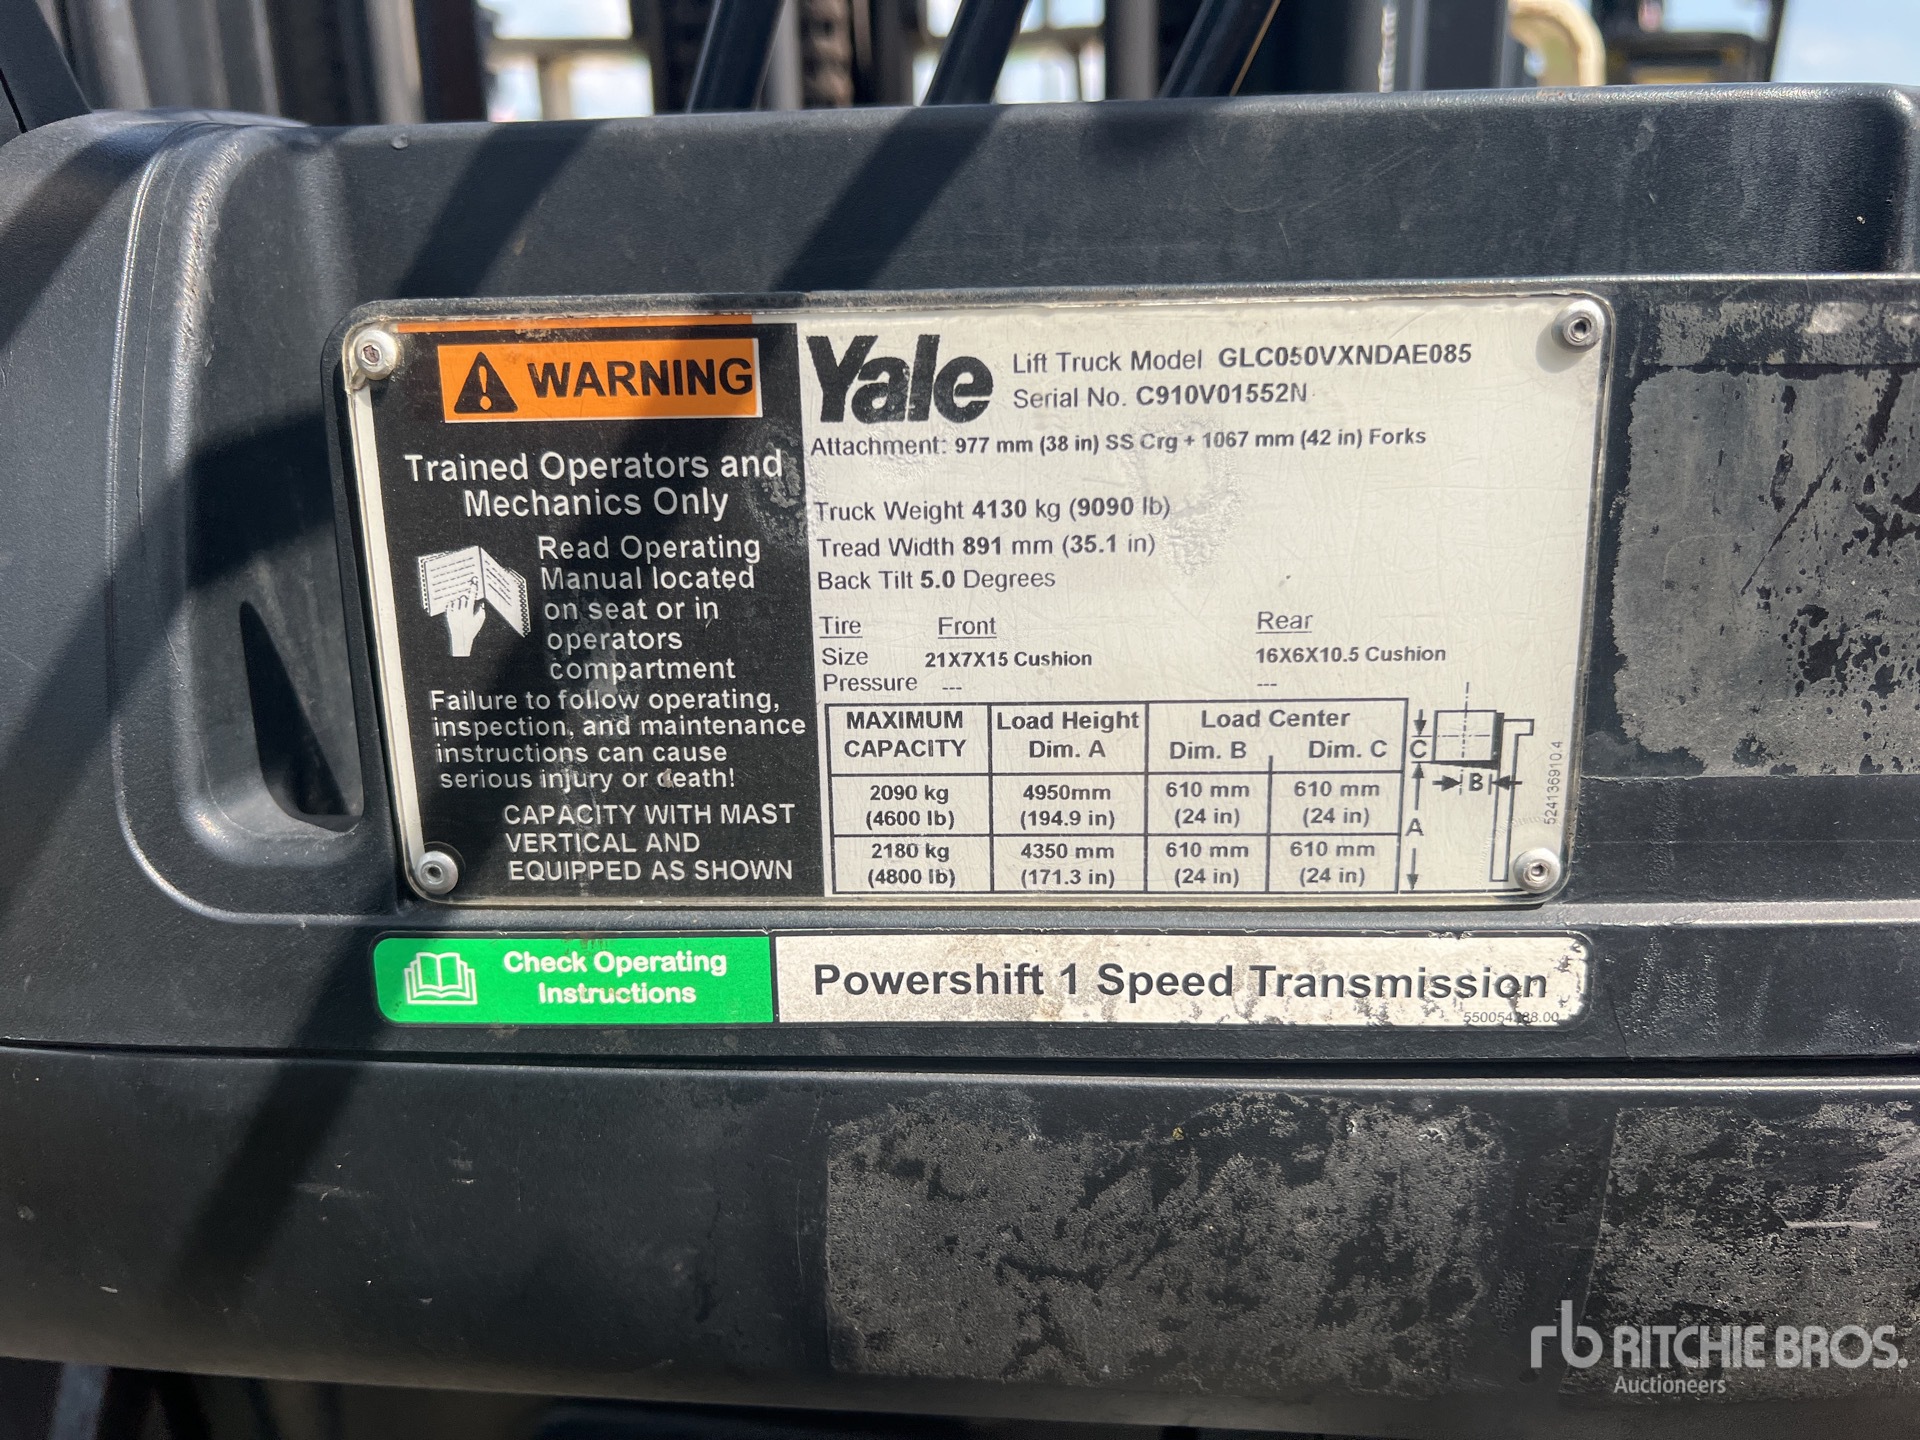 WARNING
Trained Operators and
Mechanics Only
Read Operating
Manual located
on seat or in
operators
compartment
Failure to follow operating,
inspection, and maintenance
instructions can cause
serious injury or death!
CAPACITY WITH MAST
VERTICAL AND
EQUIPPED AS SHOWN
Yale
Lift Truck Model GLC050VXNDAE085
Serial No. C910V01552N
Attachment: 977 mm (38 in) SS Crg + 1067 mm (42 in) Forks
Truck Weight 4130 kg (9090 lb)
Tread Width 891 mm (35.1 in)
Back Tilt 5.0 Degrees
Tire Front Rear
Size 21X7X15 Cushion 16X6X10.5 Cushion
Pressure --- ---
MAXIMUM CAPACITY Load Height Dim. A Load Center Dim. B Dim. C
2090 kg 4950mm 610 mm 610 mm
(4600 lb) (194.9 in) (24 in) (24 in)
2180 kg 4350 mm 610 mm 610 mm
(4800 lb) (171.3 in) (24 in) (24 in)
C
B
A
524136910.4
Check Operating
Instructions
Powershift 1 Speed Transmission
rb RITCHIE BROS.
Auctioneers